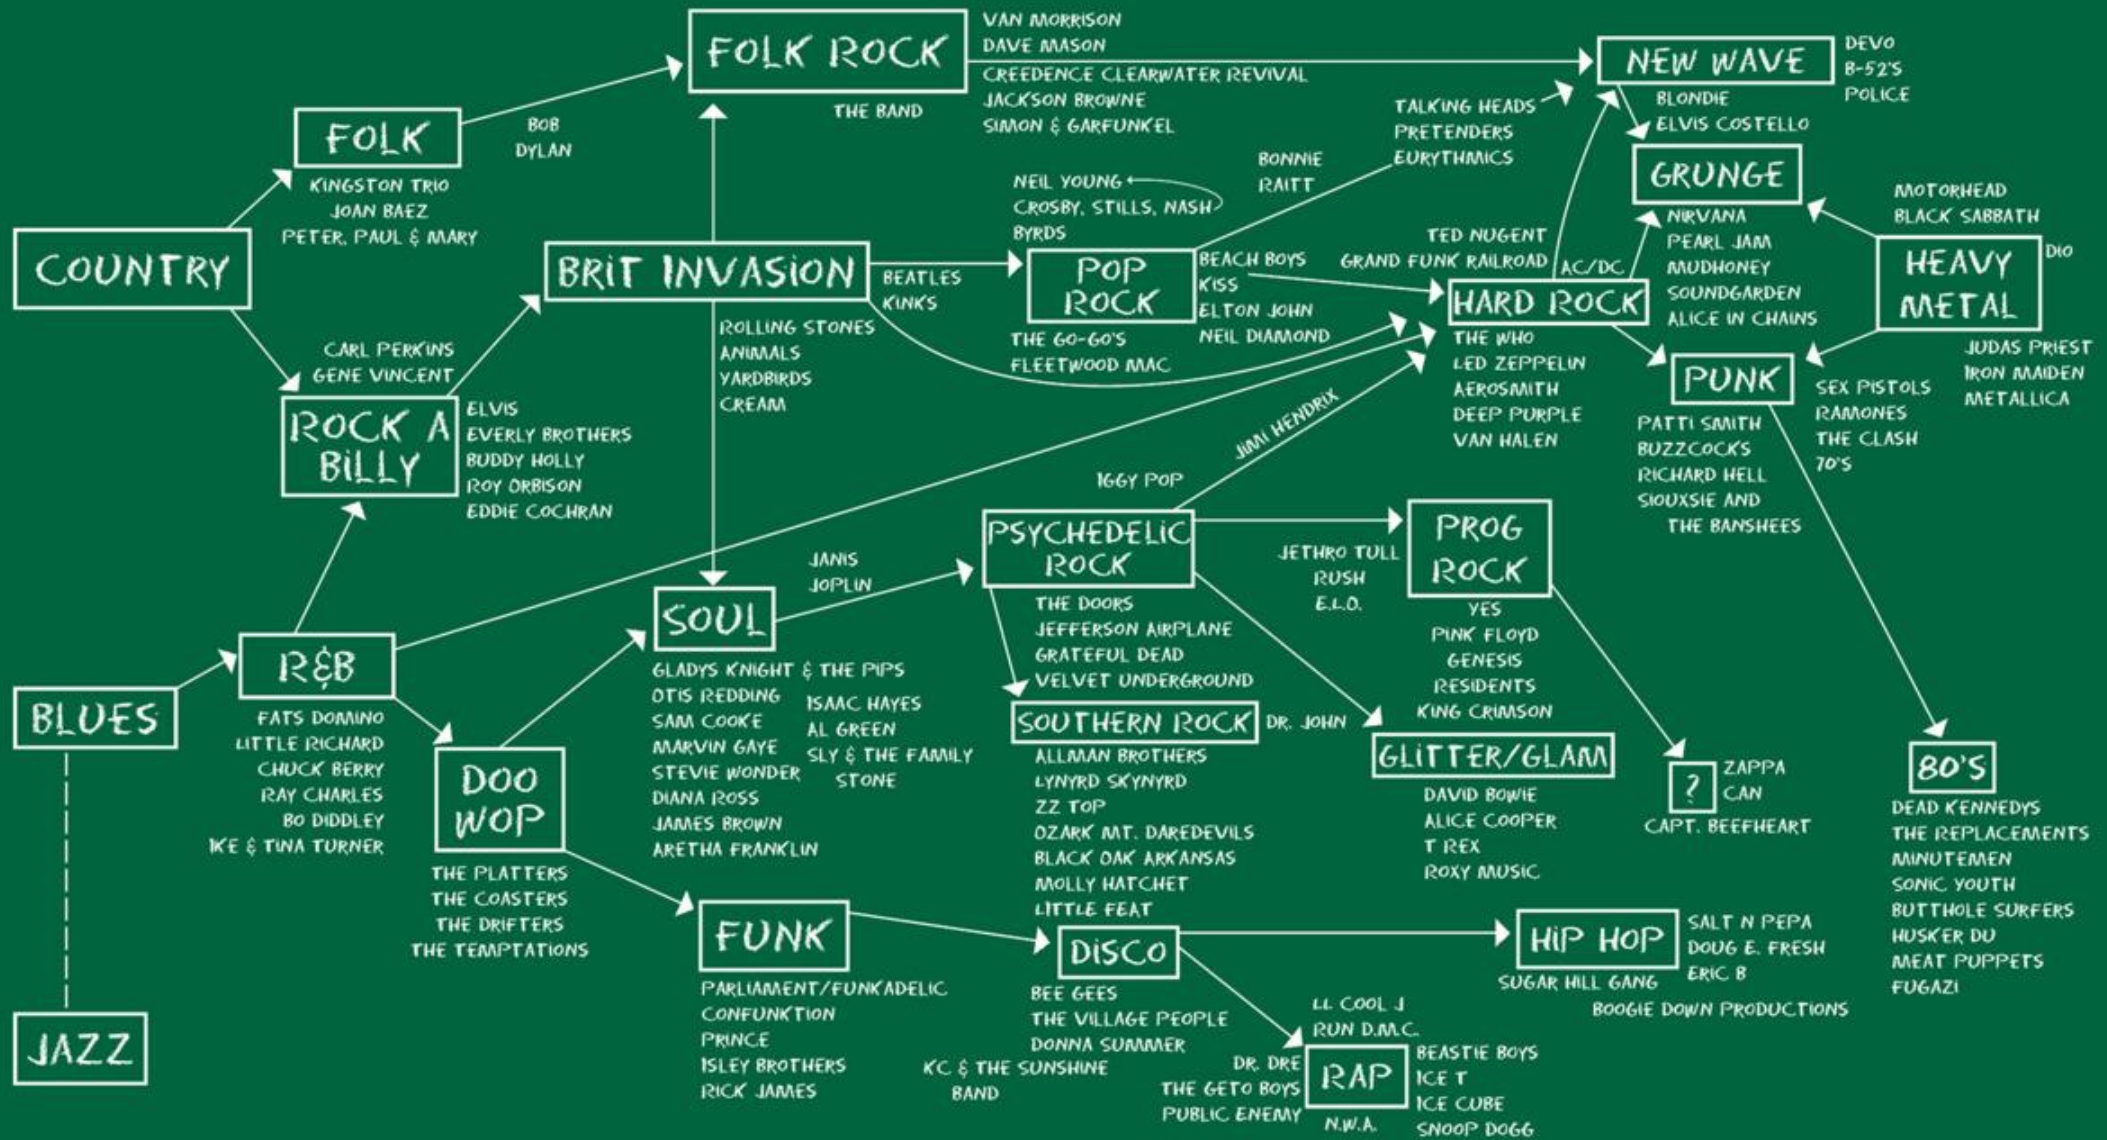 FOLK ROCK
VAN MORRISON
DAVE MASON
CREEDENCE CLEARWATER REVIVAL
JACKSON BROWNE
SIMON & GARFUNKEL
THE BAND
NEW WAVE
DEVO
B-52'S
POLICE
BLONDIE
ELVIS COSTELLO
TALKING HEADS
PRETENDERS
EURYTHMICS
FOLK
BOB
DYLAN
KINGSTON TRIO
JOAN BAEZ
PETER, PAUL & MARY
BONNIE
RAITT
GRUNGE
NIRVANA
PEARL JAM
MUDHONEY
SOUNDGARDEN
ALICE IN CHAINS
MOTORHEAD
BLACK SABBATH
HEAVY
METAL
DIO
JUDAS PRIEST
IRON MAIDEN
METALLICA
COUNTRY
BRIT INVASION
BEATLES
KINKS
ROLLING STONES
ANIMALS
YARDBIRDS
CREAM
NEIL YOUNG
CROSBY, STILLS, NASH
BYRDS
POP
ROCK
BEACH BOYS
KISS
ELTON JOHN
NEIL DIAMOND
THE GO-GO'S
FLEETWOOD MAC
TED NUGENT
GRAND FUNK RAILROAD
AC/DC
HARD ROCK
THE WHO
LED ZEPPELIN
AEROSMITH
DEEP PURPLE
VAN HALEN
PUNK
SEX PISTOLS
RAMONES
THE CLASH
70'S
PATTI SMITH
BUZZCOCKS
RICHARD HELL
SIOUXSIE AND
THE BANSHEES
CARL PERKINS
GENE VINCENT
ROCK A
BILLY
ELVIS
EVERLY BROTHERS
BUDDY HOLLY
ROY ORBISON
EDDIE COCHRAN
JIMI HENDRIX
IGGY POP
PSYCHEDELIC
ROCK
THE DOORS
JEFFERSON AIRPLANE
GRATEFUL DEAD
VELVET UNDERGROUND
JETHRO TULL
RUSH
E.L.O.
PROG
ROCK
YES
PINK FLOYD
GENESIS
RESIDENTS
KING CRIMSON
JANIS
JOPLIN
SOUL
GLADYS KNIGHT & THE PIPS
OTIS REDDING
SAM COOKE
MARVIN GAYE
STEVIE WONDER
DIANA ROSS
JAMES BROWN
ARETHA FRANKLIN
ISAAC HAYES
AL GREEN
SLY & THE FAMILY
STONE
R&B
FATS DOMINO
LITTLE RICHARD
CHUCK BERRY
RAY CHARLES
BO DIDDLEY
IKE & TINA TURNER
BLUES
DOO
WOP
THE PLATTERS
THE COASTERS
THE DRIFTERS
THE TEMPTATIONS
SOUTHERN ROCK
DR. JOHN
ALLMAN BROTHERS
LYNYRD SKYNYRD
ZZ TOP
OZARK MT. DAREDEVILS
BLACK OAK ARKANSAS
MOLLY HATCHET
LITTLE FEAT
GLITTER/GLAM
DAVID BOWIE
ALICE COOPER
T REX
ROXY MUSIC
?
ZAPPA
CAN
CAPT. BEEFHEART
80'S
DEAD KENNEDYS
THE REPLACEMENTS
MINUTEMEN
SONIC YOUTH
BUTTHOLE SURFERS
HUSKER DU
MEAT PUPPETS
FUGAZI
FUNK
PARLIAMENT/FUNKADELIC
CONFUNKTION
PRINCE
ISLEY BROTHERS
RICK JAMES
DISCO
BEE GEES
THE VILLAGE PEOPLE
DONNA SUMMER
KC & THE SUNSHINE
BAND
HIP HOP
SALT N PEPA
DOUG E. FRESH
ERIC B
SUGAR HILL GANG
BOOGIE DOWN PRODUCTIONS
JAZZ
LL COOL J
RUN D.M.C.
DR. DRE
THE GETO BOYS
PUBLIC ENEMY
RAP
N.W.A.
BEASTIE BOYS
ICE T
ICE CUBE
SNOOP DOGG